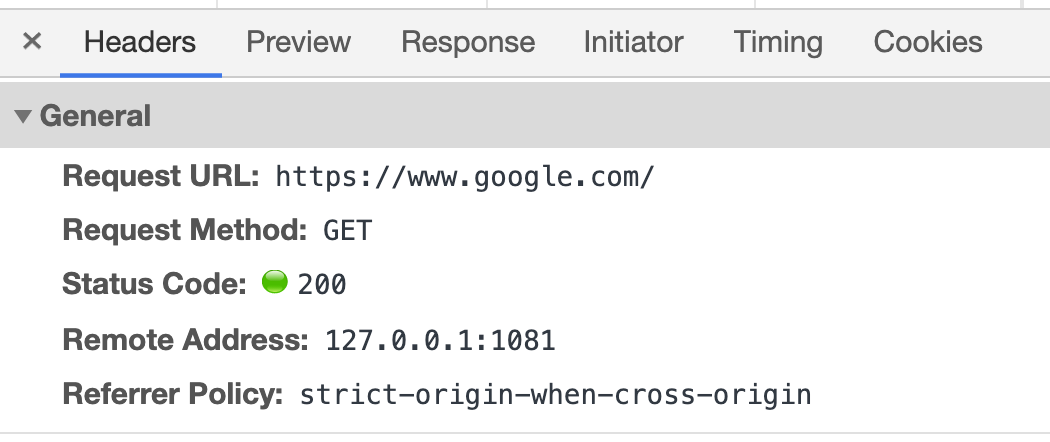 × Headers Preview Response Initiator Timing Cookies
▼ General
Request URL: https://www.google.com/
Request Method: GET
Status Code: 200
Remote Address: 127.0.0.1:1081
Referrer Policy: strict-origin-when-cross-origin